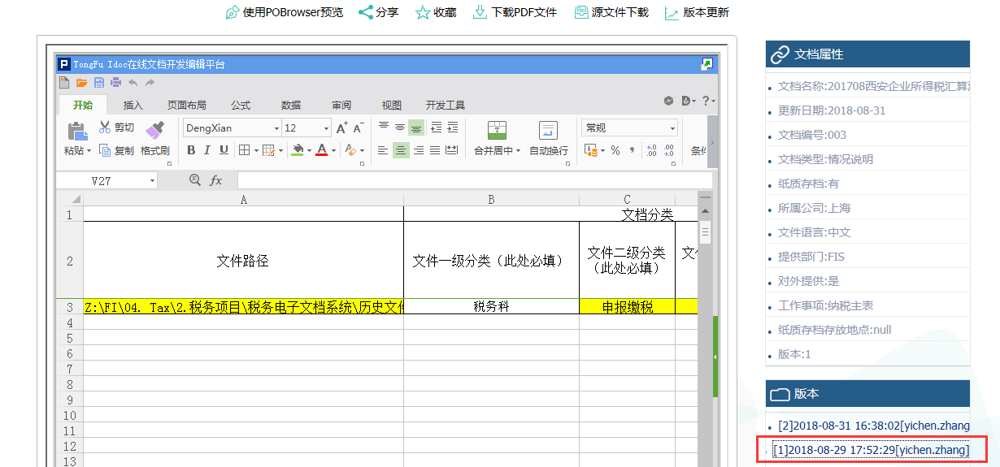 使用POBrowser预览 分享 收藏 下载PDF文件 源文件下载 版本更新
TongFu Idoc在线文档开发编辑平台
开始 插入 页面布局 公式 数据 审阅 视图 开发工具
粘贴 剪切 复制 格式刷
DengXian 12
B I U A
合并居中 自动换行
常规
% , .00 .00
条件
V27 fx
A B C
1 文档分类
2 文件路径 文件一级分类（此处必填） 文件二级分类（此处必填）
3 Z:\FI\04. Tax\2.税务项目\税务电子文档系统\历史文件 税务科 申报缴税
4
5
6
7
8
9
10
11
12
13
文档属性
文档名称:201708西安企业所得税汇算
更新日期:2018-08-31
文档编号:003
文档类型:情况说明
纸质存档:有
所属公司:上海
文件语言:中文
提供部门:FIS
对外提供:是
工作事项:纳税主表
纸质存档存放地点:null
版本:1
版本
[2]2018-08-31 16:38:02[yichen.zhang
[1]2018-08-29 17:52:29[yichen.zhang]